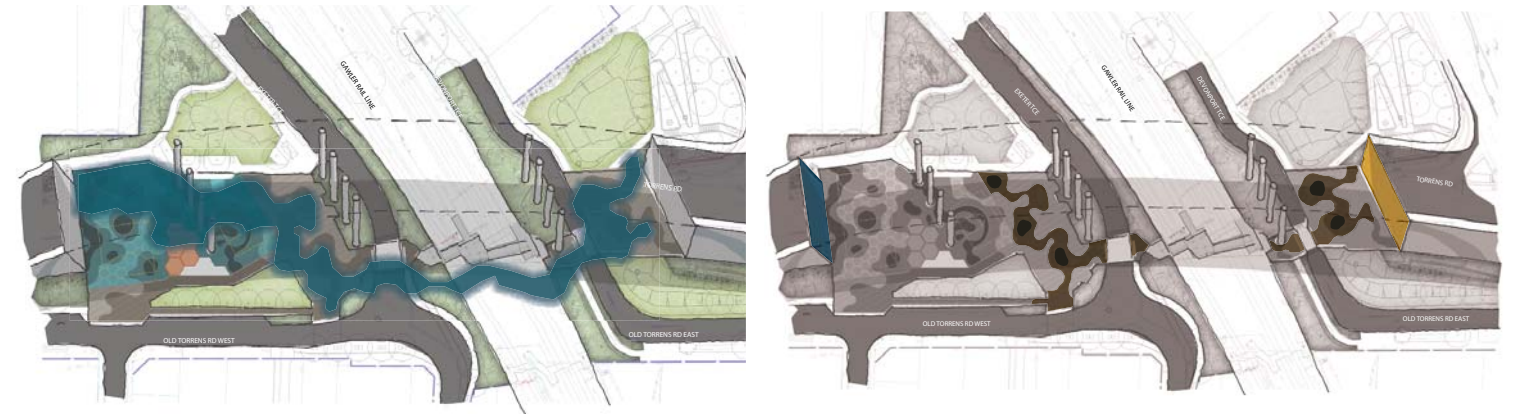 GAWLER RAIL LINE
TORRENS RD
OLD TORRENS RD WEST
OLD TORRENS RD EAST
EXETER TCE
GAWLER RAIL LINE
DEVONPORT TCE
TORRENS RD
OLD TORRENS RD WEST
OLD TORRENS RD EAST